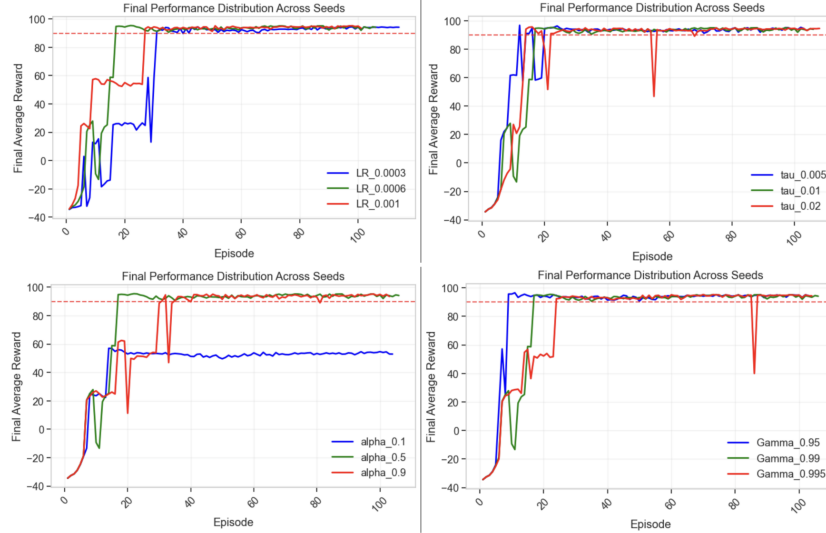 Final Performance Distribution Across Seeds
Final Average Reward
100
80
60
40
20
0
−20
−40
LR_0.0003
LR_0.0006
LR_0.001
0
20
40
60
80
100
Episode
Final Performance Distribution Across Seeds
Final Average Reward
100
80
60
40
20
0
−20
−40
tau_0.005
tau_0.01
tau_0.02
0
20
40
60
80
100
Episode
Final Performance Distribution Across Seeds
Final Average Reward
100
80
60
40
20
0
−20
−40
alpha_0.1
alpha_0.5
alpha_0.9
0
20
40
60
80
100
Episode
Final Performance Distribution Across Seeds
Final Average Reward
100
80
60
40
20
0
−20
−40
Gamma_0.95
Gamma_0.99
Gamma_0.995
0
20
40
60
80
100
Episode